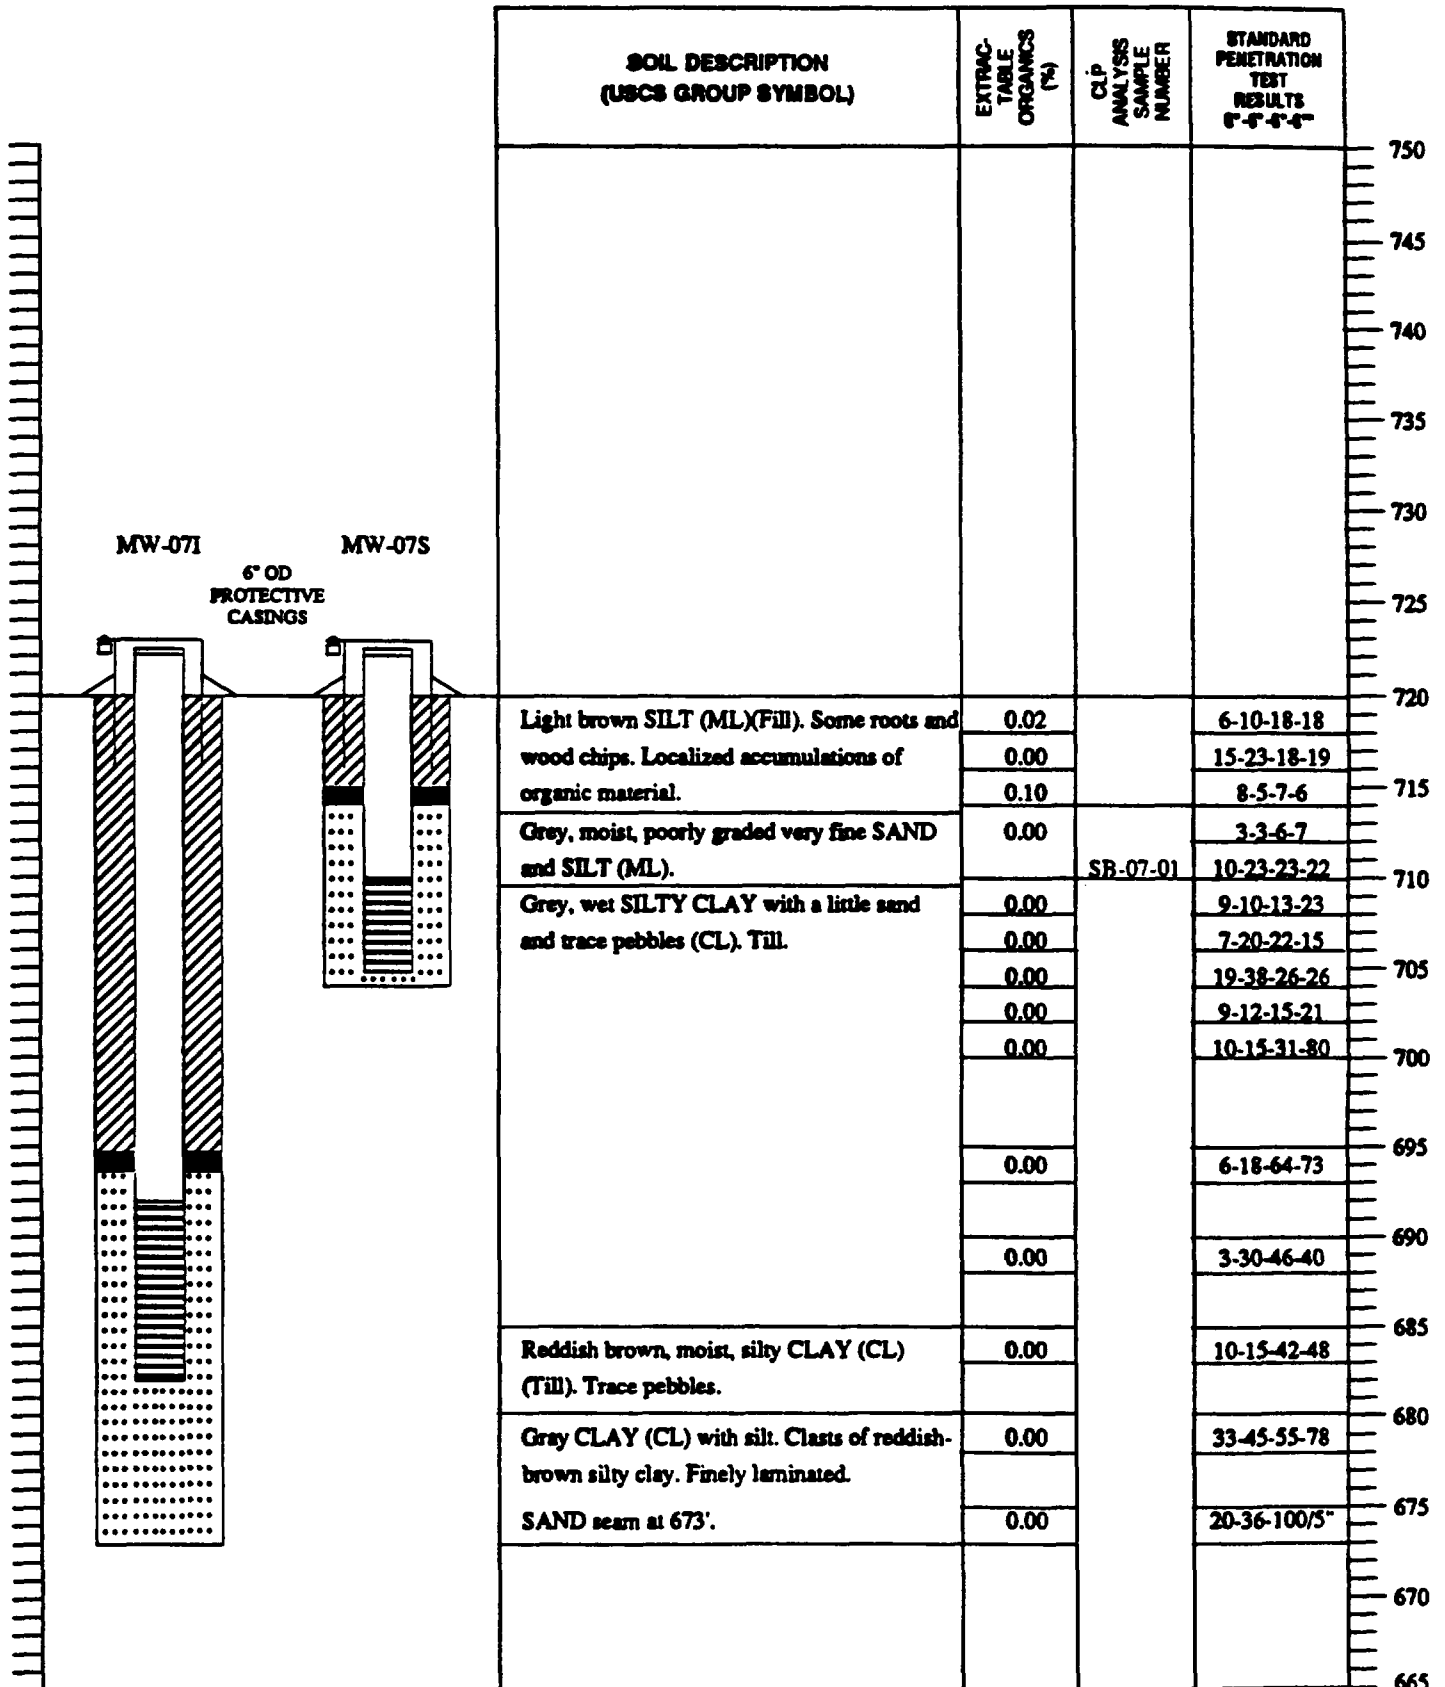 SOIL DESCRIPTION
(USCS GROUP SYMBOL)
EXTRAC-
TABLE
ORGANICS
(%)
CLP
ANALYSIS
SAMPLE
NUMBER
STANDARD
PENETRATION
TEST
RESULTS
6"-6"-6"-6"
750
745
740
735
730
MW-07I
MW-07S
6" OD
PROTECTIVE
CASINGS
725
720
Light brown SILT (ML)(Fill). Some roots and
0.02
6-10-18-18
wood chips. Localized accumulations of
0.00
15-23-18-19
organic material.
0.10
8-5-7-6
715
Grey, moist, poorly graded very fine SAND
0.00
3-3-6-7
and SILT (ML).
SB-07-01
10-23-23-22
710
Grey, wet SILTY CLAY with a little sand
0.00
9-10-13-23
and trace pebbles (CL). Till.
0.00
7-20-22-15
0.00
19-38-26-26
705
0.00
9-12-15-21
0.00
10-15-31-80
700
695
0.00
6-18-64-73
690
0.00
3-30-46-40
685
Reddish brown, moist, silty CLAY (CL)
0.00
10-15-42-48
(Till). Trace pebbles.
680
Gray CLAY (CL) with silt. Clasts of reddish-
0.00
33-45-55-78
brown silty clay. Finely laminated.
675
SAND seam at 673'.
0.00
20-36-100/5"
670
665